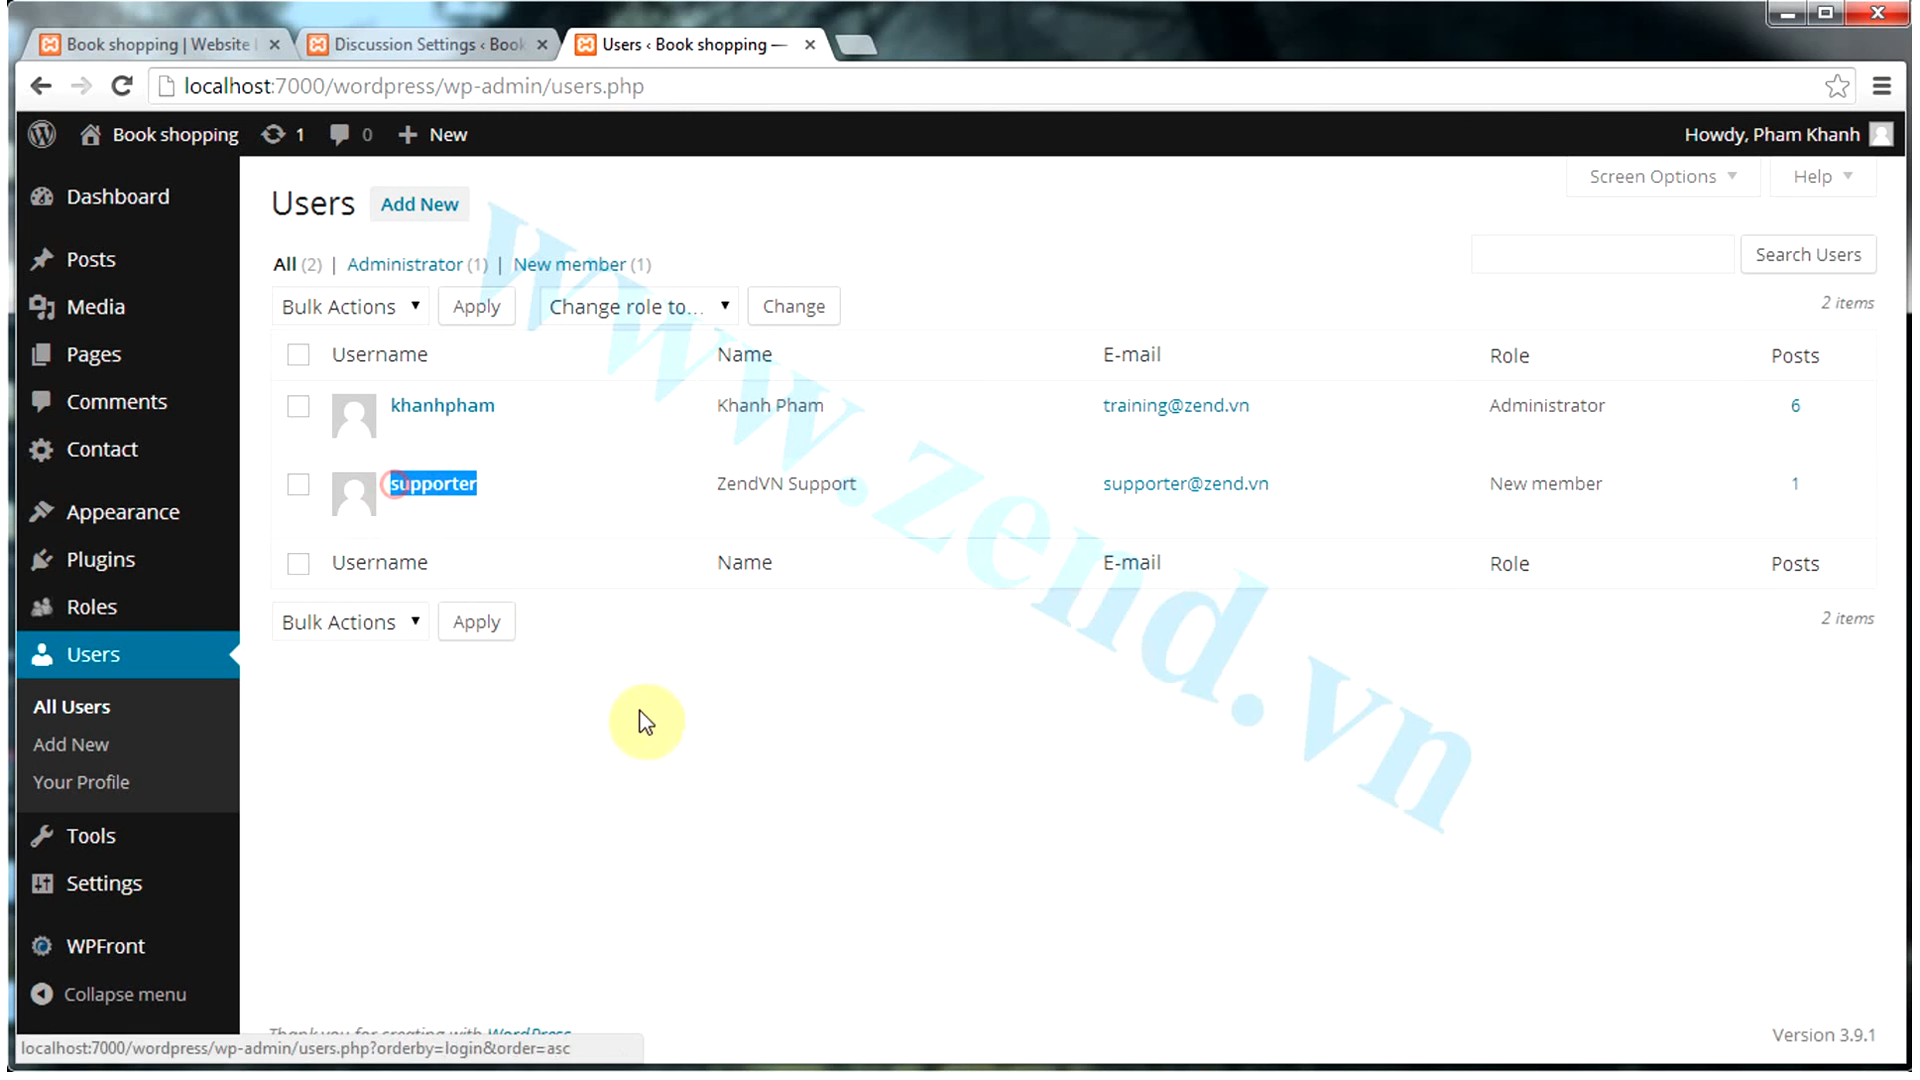 Book shopping | Website
Discussion Settings ‹ Book
Users ‹ Book shopping —
localhost:7000/wordpress/wp-admin/users.php
Book shopping 1 0 + New
Howdy, Pham Khanh
Dashboard
Posts
Media
Pages
Comments
Contact
Appearance
Plugins
Roles
Users
All Users
Add New
Your Profile
Tools
Settings
WPFront
Collapse menu
Screen Options Help
Users Add New
All (2) | Administrator (1) | New member (1)
Search Users
Bulk Actions Apply Change role to... Change
2 items
Username Name E-mail Role Posts
khanhpham Khanh Pham training@zend.vn Administrator 6
supporter ZendVN Support supporter@zend.vn New member 1
Username Name E-mail Role Posts
Bulk Actions Apply
2 items
www.zend.vn
Thank you for creating with WordPress
Version 3.9.1
localhost:7000/wordpress/wp-admin/users.php?orderby=login&order=asc